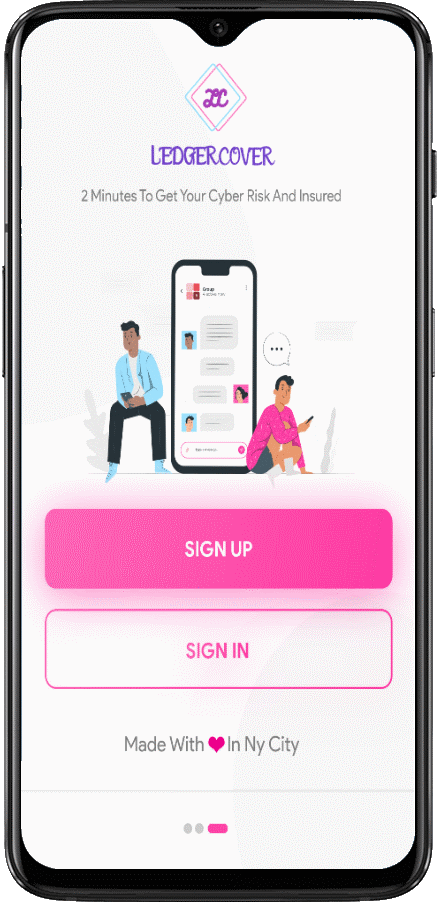 LC
LEDGERCOVER
2 Minutes To Get Your Cyber Risk And Insured
Group
SIGN UP
SIGN IN
Made With ❤ In Ny City